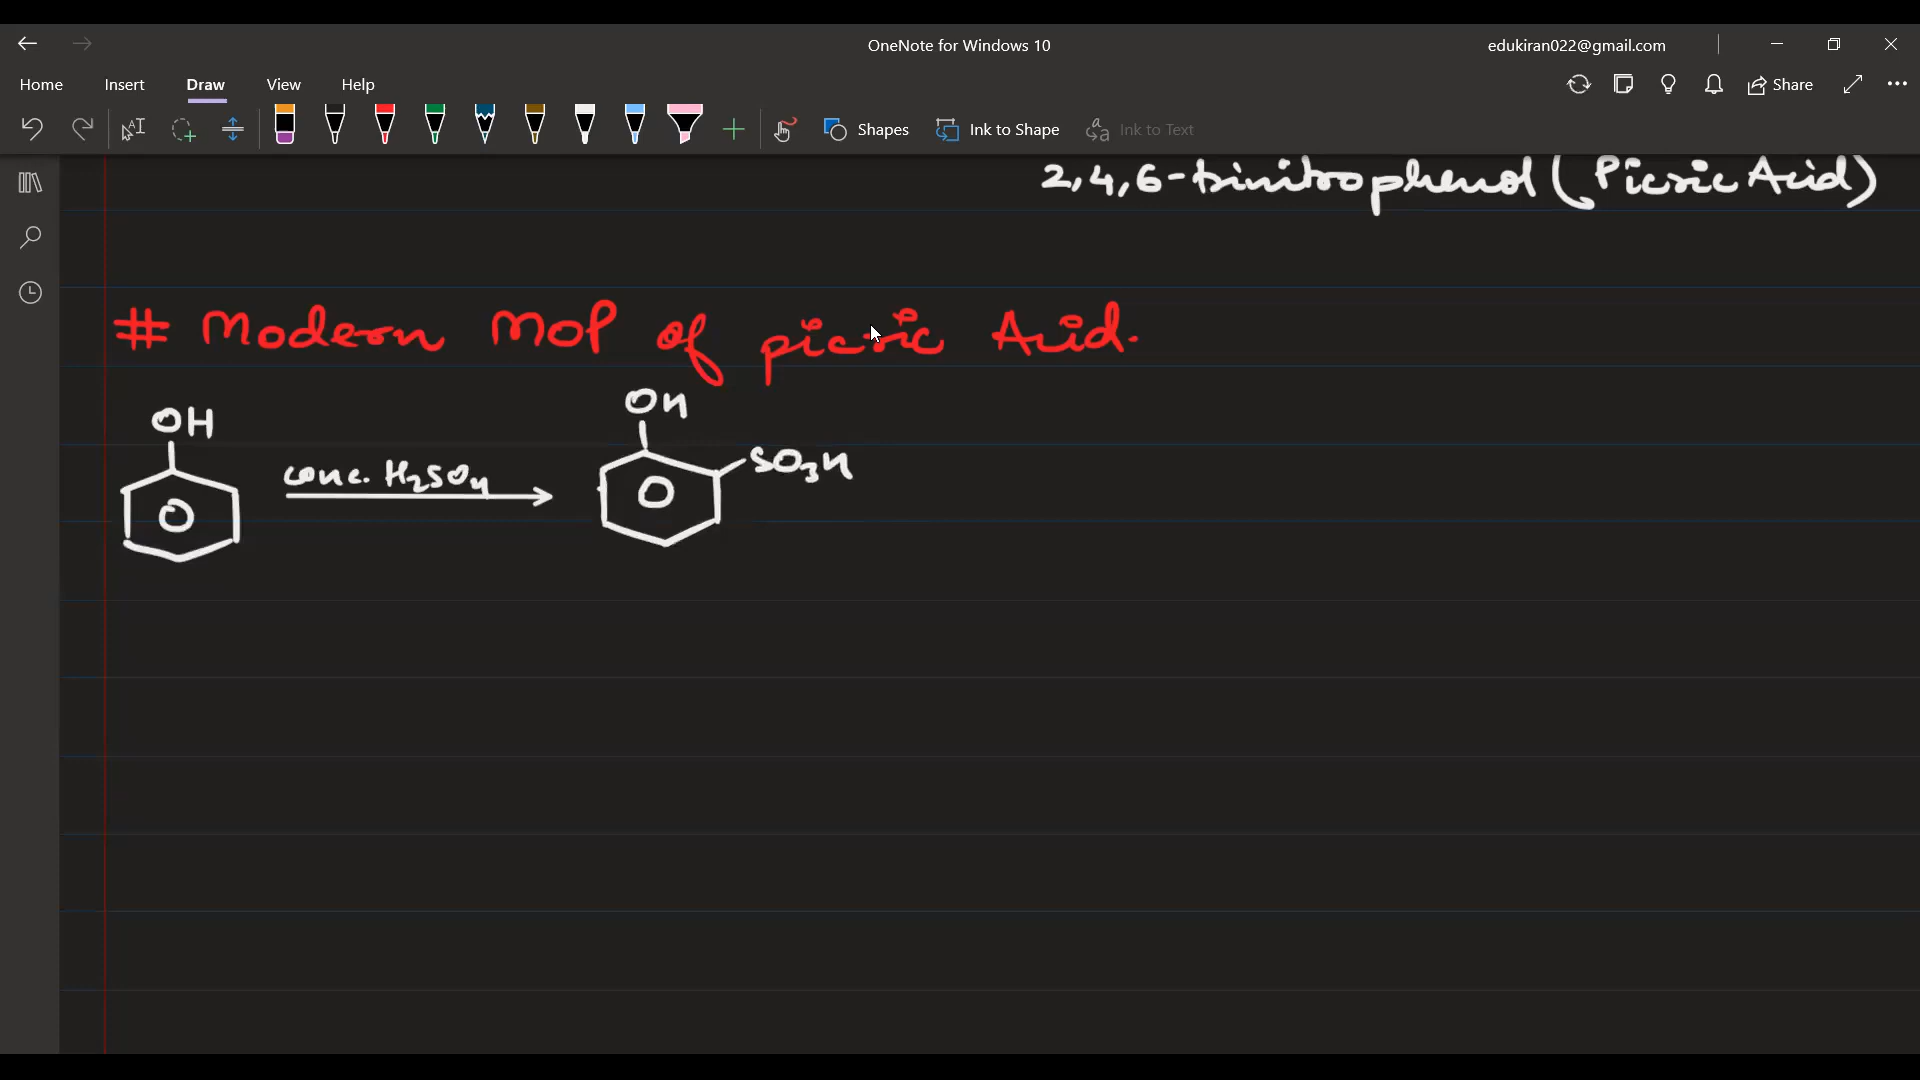 OneNote for Windows 10
edukiran022@gmail.com
Home Insert Draw View Help
Share
Shapes Ink to Shape Ink to Text
2,4,6-trinitrophenol (Picric Acid)
# Modern MOP of picric Acid.
OH
OH
conc. H2SO4
SO3H